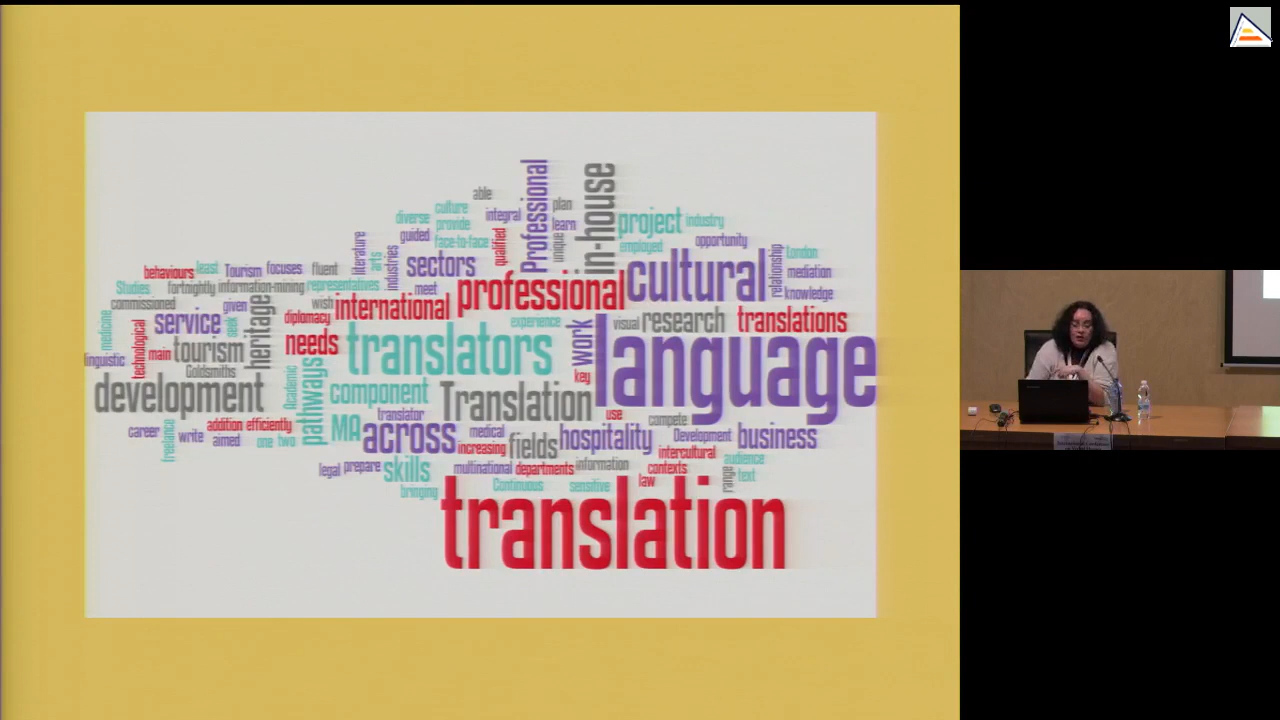 able
Professional
in-house
plan
culture
diverse
provide
integral
learn
project
industry
guided
face-to-face
qualified
unique
employed
opportunity
literature
arts
industries
sectors
cultural
relationship
London
mediation
knowledge
behaviours
least
Tourism
focuses
fluent
meet
professional
Studies
fortnightly
information-mining
representatives
wish
international
commissioned
given
heritage
diplomacy
experience
work
visual
research
translations
medicine
technological
service
seek
needs
translators
language
linguistic
main
tourism
Goldsmiths
key
development
Academic
pathways
component
Translation
use
compete
career
freelance
write
addition
efficiently
aimed
one
two
MA
translator
across
medical
increasing
fields
hospitality
Development
business
intercultural
audience
legal
prepare
skills
multinational
departments
information
contexts
law
range
text
bringing
Continuous
sensitive
translation